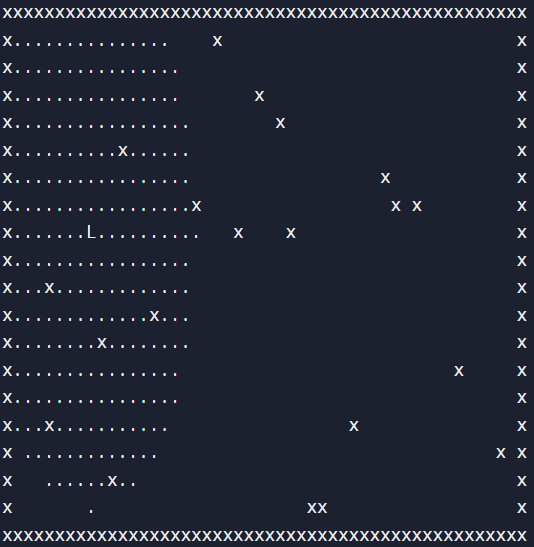 xxxxxxxxxxxxxxxxxxxxxxxxxxxxxxxxxxxxxxxxxxxxxxxxxx
x...............    x                            x
x................                                x
x................       x                        x
x.................        x                      x
x..........x......                               x
x.................                  x            x
x.................x                  x x         x
x.......L..........   x    x                     x
x.................                               x
x...x.............                               x
x.............x...                               x
x........x........                               x
x................                          x     x
x................                                x
x...x...........                 x               x
x .............                                x x
x   ......x..                                    x
x       .                    xx                  x
xxxxxxxxxxxxxxxxxxxxxxxxxxxxxxxxxxxxxxxxxxxxxxxxxx